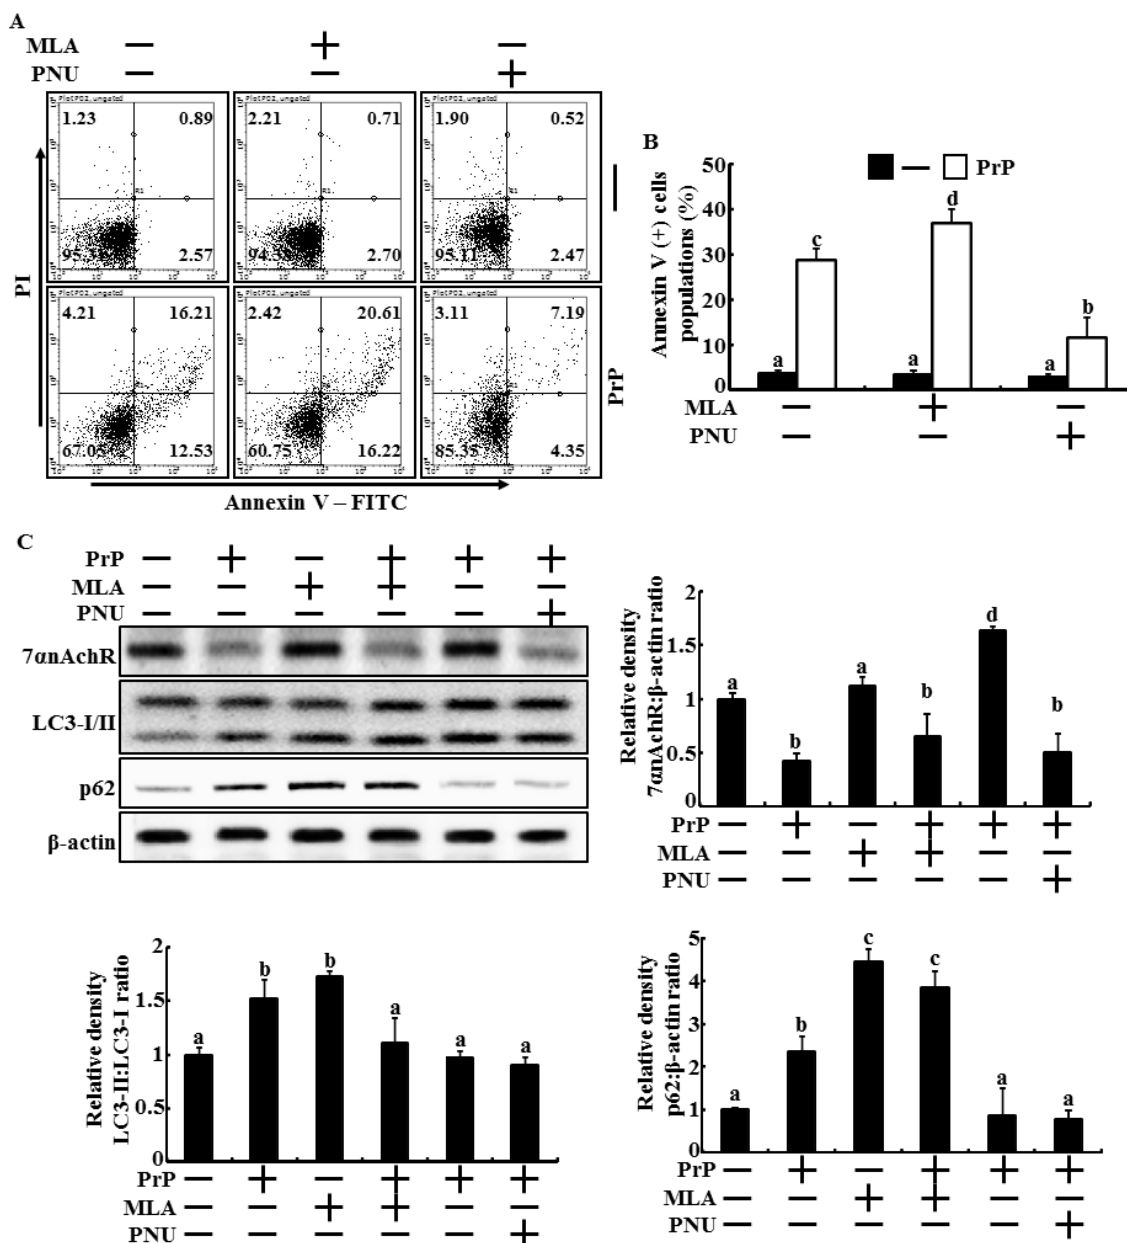 A
MLA — + —
PNU — — +
1.23 0.89
2.21 0.71
1.90 0.52
2.57
2.70
95.11 2.47
4.21 16.21
2.42 20.61
3.11 7.19
67.05 12.53
60.75 16.22
85.35 4.35
PI
— PrP
Annexin V – FITC
B
— PrP
Annexin V (+) cells
populations (%)
50
40
30
20
10
0
a c a d a b
MLA — + —
PNU — — +
C
PrP — + — + + +
MLA — — + + — —
PNU — — — — — +
7αnAchR
LC3-I/II
p62
β-actin
Relative density
7αnAchR:β-actin ratio
2
1.5
1
0.5
0
a b a b d b
PrP — + — + + +
MLA — — + + — —
PNU — — — — — +
Relative density
LC3-II:LC3-I ratio
2
1.5
1
0.5
0
a b b a a a
PrP — + — + + +
MLA — — + + — —
PNU — — — — — +
Relative density
p62:β-actin ratio
5
4
3
2
1
0
a b c c a a
PrP — + — + + +
MLA — — + + — —
PNU — — — — — +